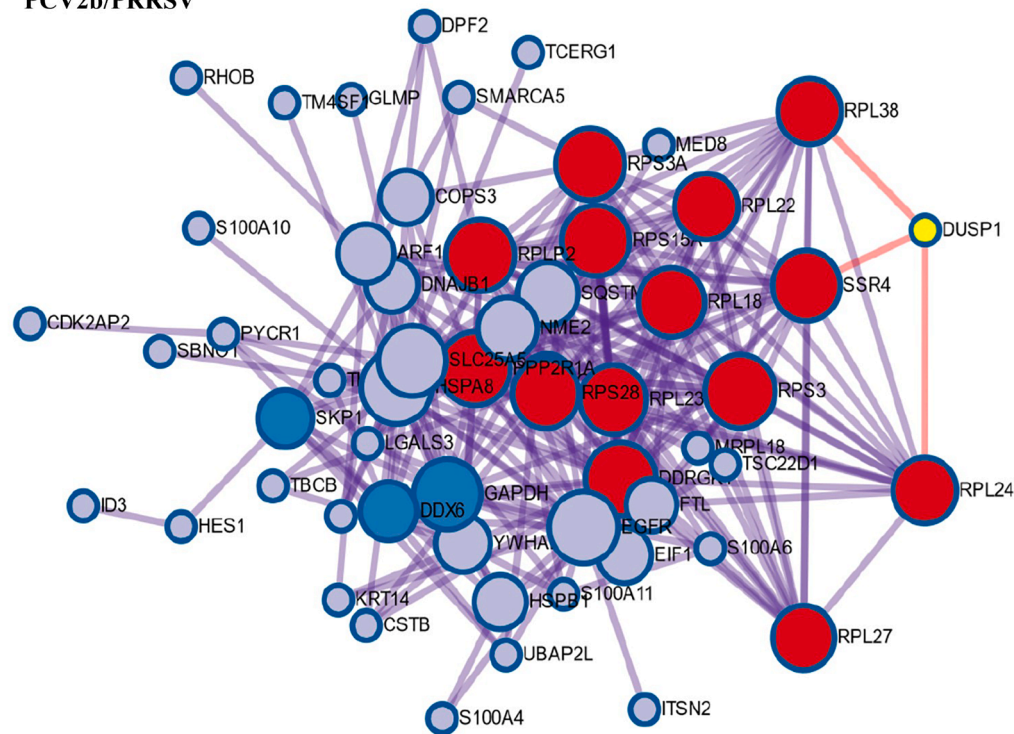 PCV2b/PRRSV
DPF2
TCERG1
RHOB
TM4SF1
GLMP
SMARCA5
RPL38
MED8
RPS3A
COPS3
RPL22
S100A10
DUSP1
ARF1
RPLP2
RPS15A
DNAJB1
SSR4
SQSTM
RPL18
CDK2AP2
PYCR1
NME2
SBNO1
SLC25A5
PPP2R1A
HSPA8
RPS28
RPL23
RPS3
SKP1
LGALS3
MRPL18
TSC22D1
TBCB
GAPDH
DDRGK1
RPL24
ID3
DDX6
FTL
HES1
EGFR
YWHA
EIF1
S100A6
KRT14
HSPB1
S100A11
CSTB
RPL27
UBAP2L
S100A4
ITSN2